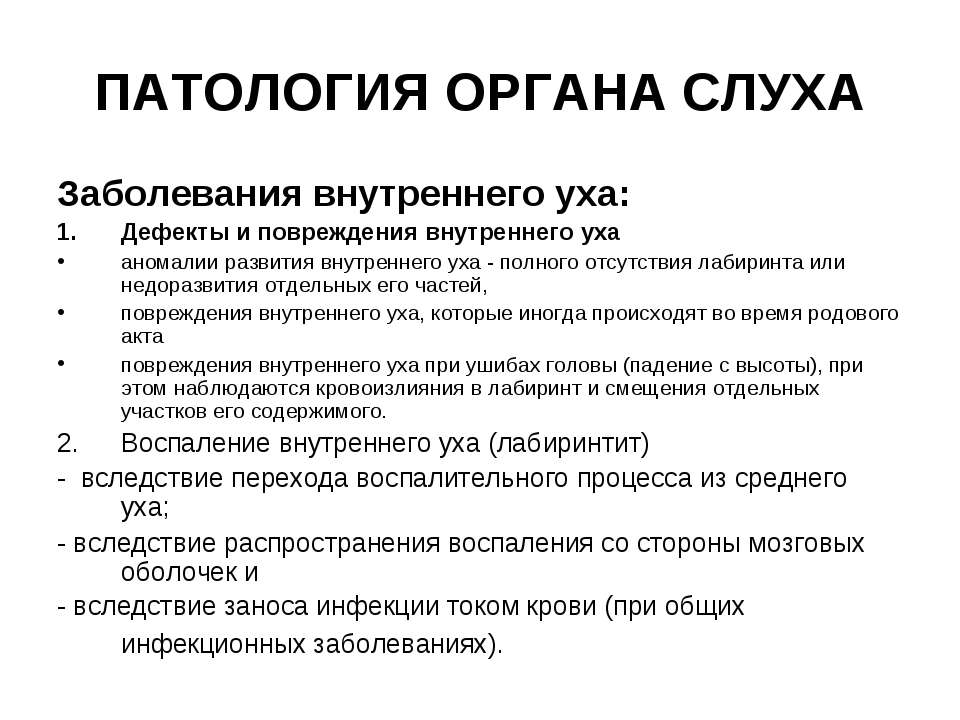 ПАТОЛОГИЯ ОРГАНА СЛУХА
Заболевания внутреннего уха:
1. Дефекты и повреждения внутреннего уха
• аномалии развития внутреннего уха - полного отсутствия лабиринта или
недоразвития отдельных его частей,
• повреждения внутреннего уха, которые иногда происходят во время родового
акта
• повреждения внутреннего уха при ушибах головы (падение с высоты), при
этом наблюдаются кровоизлияния в лабиринт и смещения отдельных
участков его содержимого.
2. Воспаление внутреннего уха (лабиринтит)
- вследствие перехода воспалительного процесса из среднего
уха;
- вследствие распространения воспаления со стороны мозговых
оболочек и
- вследствие заноса инфекции током крови (при общих
инфекционных заболеваниях).